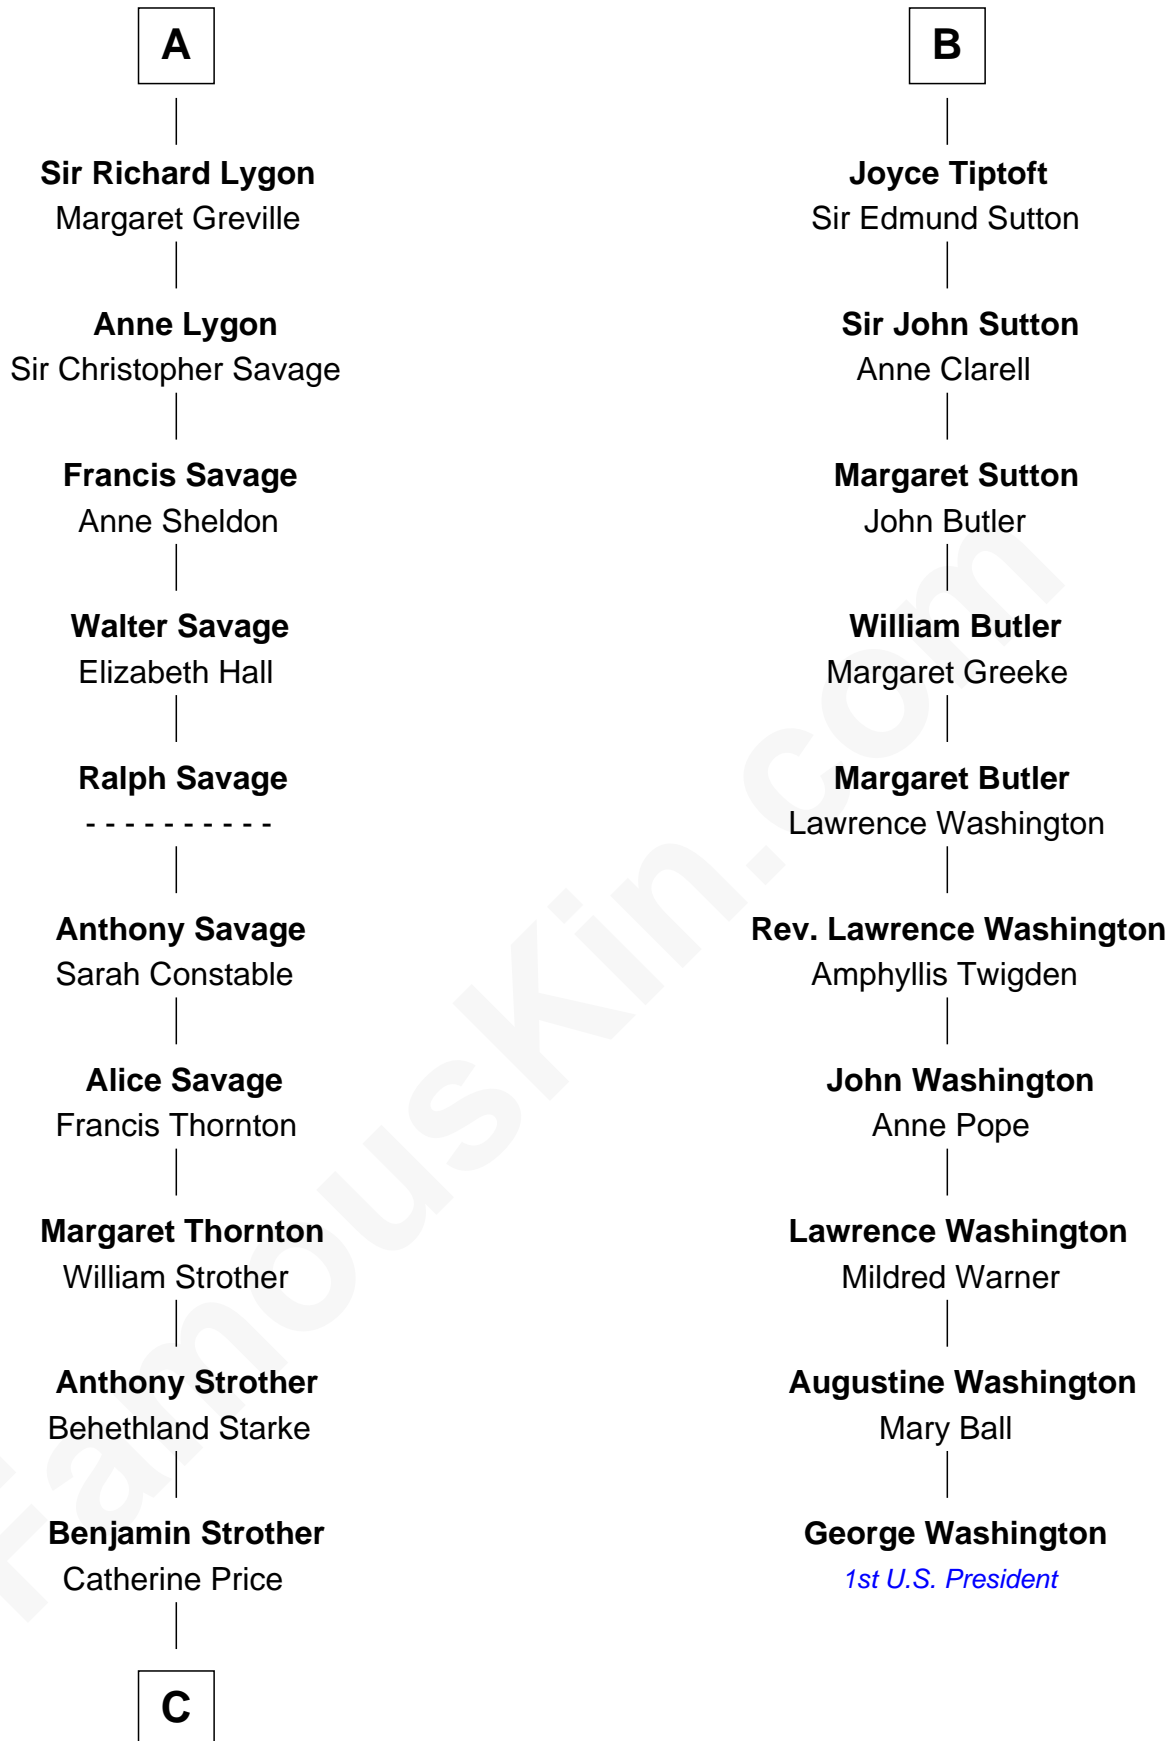 A
Sir Richard Lygon
Margaret Greville
Anne Lygon
Sir Christopher Savage
Francis Savage
Anne Sheldon
Walter Savage
Elizabeth Hall
Ralph Savage
- - - - - - - - - -
Anthony Savage
Sarah Constable
Alice Savage
Francis Thornton
Margaret Thornton
William Strother
Anthony Strother
Behethland Starke
Benjamin Strother
Catherine Price
C
B
Joyce Tiptoft
Sir Edmund Sutton
Sir John Sutton
Anne Clarell
Margaret Sutton
John Butler
William Butler
Margaret Greeke
Margaret Butler
Lawrence Washington
Rev. Lawrence Washington
Amphyllis Twigden
John Washington
Anne Pope
Lawrence Washington
Mildred Warner
Augustine Washington
Mary Ball
George Washington
1st U.S. President
FamousKin.com